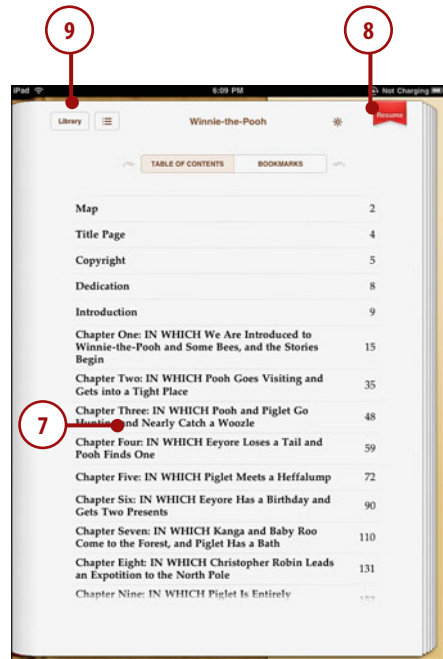 9
8
iPad 6:09 PM Not Charging
Library Winnie-the-Pooh Resume
TABLE OF CONTENTS BOOKMARKS
Map 2
Title Page 4
Copyright 5
Dedication 8
Introduction 9
Chapter One: IN WHICH We Are Introduced to
Winnie-the-Pooh and Some Bees, and the Stories 15
Begin
Chapter Two: IN WHICH Pooh Goes Visiting and
Gets into a Tight Place 35
Chapter Three: IN WHICH Pooh and Piglet Go
Hunting and Nearly Catch a Woozle 48
7
Chapter Four: IN WHICH Eeyore Loses a Tail and
Pooh Finds One 59
Chapter Five: IN WHICH Piglet Meets a Heffalump 72
Chapter Six: IN WHICH Eeyore Has a Birthday and
Gets Two Presents 90
Chapter Seven: IN WHICH Kanga and Baby Roo
Come to the Forest, and Piglet Has a Bath 110
Chapter Eight: IN WHICH Christopher Robin Leads
an Expotition to the North Pole 131
Chapter Nine: IN WHICH Piglet Is Entirely